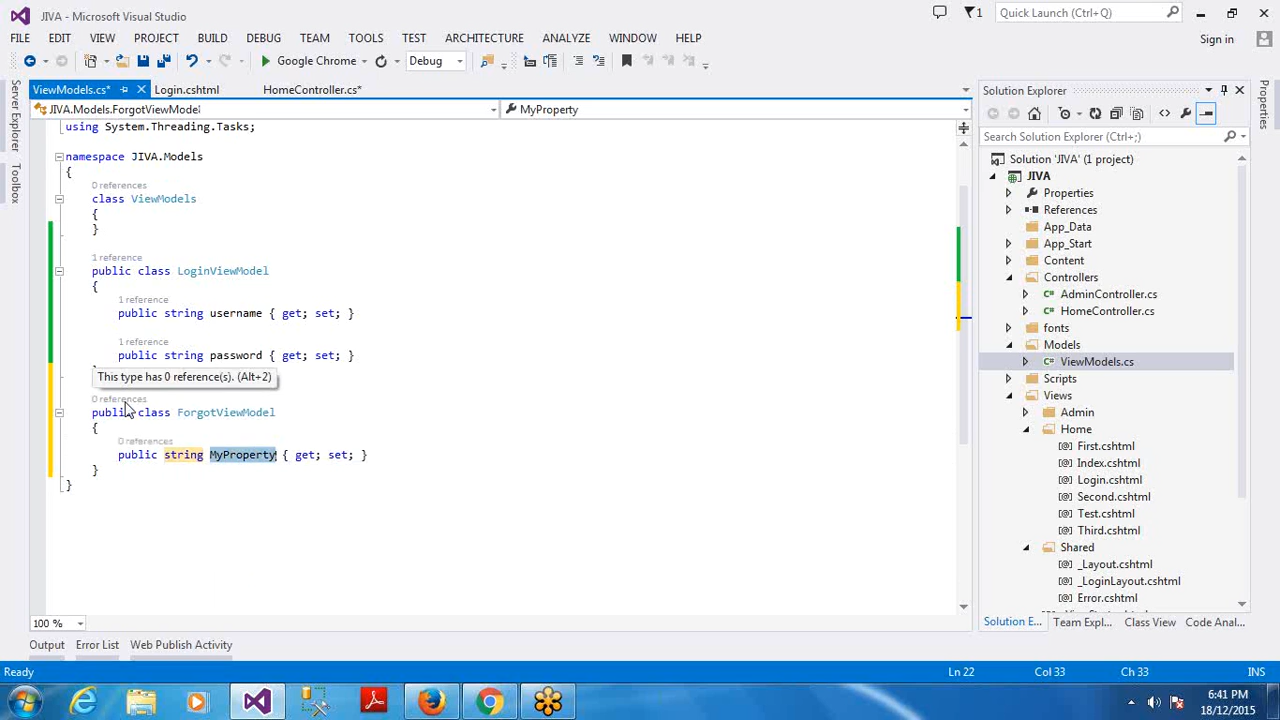 JIVA - Microsoft Visual Studio
1
Quick Launch (Ctrl+Q)
FILE EDIT VIEW PROJECT BUILD DEBUG TEAM TOOLS TEST ARCHITECTURE ANALYZE WINDOW HELP
Sign in
Google Chrome
Debug
ViewModels.cs*
Login.cshtml
HomeController.cs*
JIVA.Models.ForgotViewModel
MyProperty
Server Explorer
Toolbox
using System.Threading.Tasks;
namespace JIVA.Models
{
0 references
class ViewModels
{
}
1 reference
public class LoginViewModel
{
1 reference
public string username { get; set; }
1 reference
public string password { get; set; }
This type has 0 reference(s). (Alt+2)
0 references
public class ForgotViewModel
{
0 references
public string MyProperty { get; set; }
}
}
100 %
Solution Explorer
Search Solution Explorer (Ctrl+;)
Solution 'JIVA' (1 project)
JIVA
Properties
References
App_Data
App_Start
Content
Controllers
C# AdminController.cs
C# HomeController.cs
fonts
Models
C# ViewModels.cs
Scripts
Views
Admin
Home
[@] First.cshtml
[@] Index.cshtml
[@] Login.cshtml
[@] Second.cshtml
[@] Test.cshtml
[@] Third.cshtml
Shared
[@] _Layout.cshtml
[@] _LoginLayout.cshtml
[@] Error.cshtml
Solution E... Team Expl... Class View Code Anal...
Properties
Output Error List Web Publish Activity
Ready
Ln 22
Col 33
Ch 33
INS
6:41 PM
18/12/2015